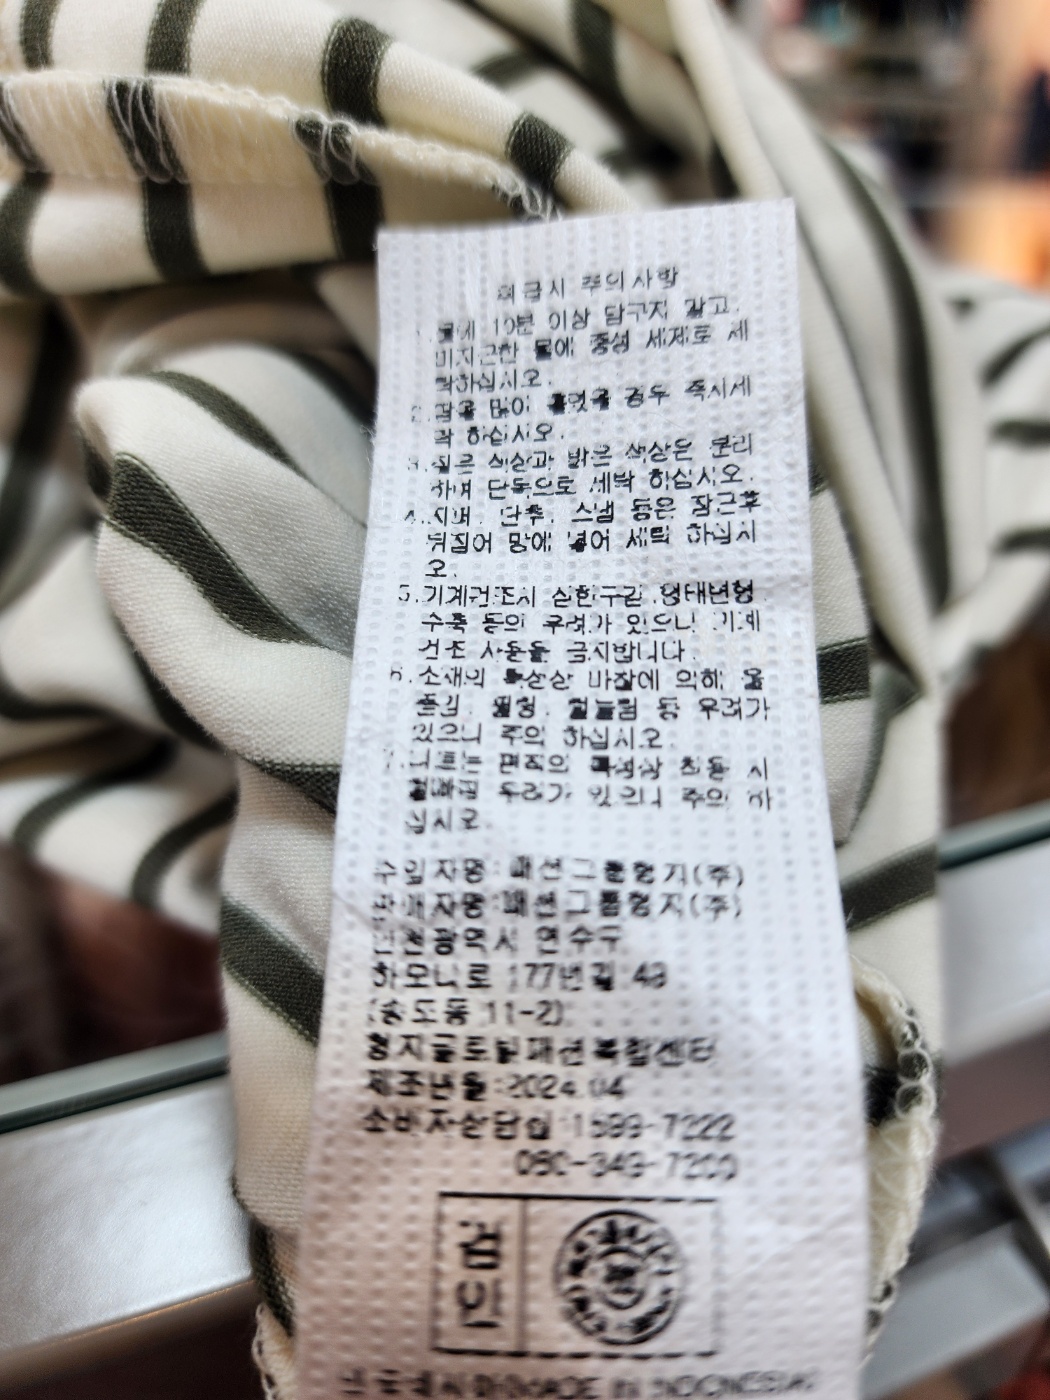 취급시 주의사항
1. 물에 10분 이상 담그지 말고,
미지근한 물에 중성 세제로 세
탁하십시오.
2. 땀을 많이 흘렸을 경우 즉시세
탁 하십시오.
3. 짙은 색상과 밝은 색상은 분리
하여 단독으로 세탁 하십시오.
4. 지퍼, 단추, 스냅 등은 잠근후
뒤집어 망에 넣어 세탁 하십시
오.
5. 기계건조시 심한구김, 형태변형
수축 등의 우려가 있으니 기계
건조 사용을 금지합니다.
6. 소재의 특성상 마찰에 의해 올
뜯김, 필링, 헐늘림 등 우려가
있으니 주의 하십시오.
7. 니트는 편직의 특성상 착용 시
우려가 있으니 주의 하
십시오.
수입자명:패션그룹형지(주)
판매자명:패션그룹형지(주)
인천광역시 연수구
하모니로 177번길 49
(송도동 11-2)
형지글로벌패션복합센터
제조년월:2024.04
소비자상담실 1599-7222
080-349-7200
검
인
인도네시아(MADE IN INDONESIA)